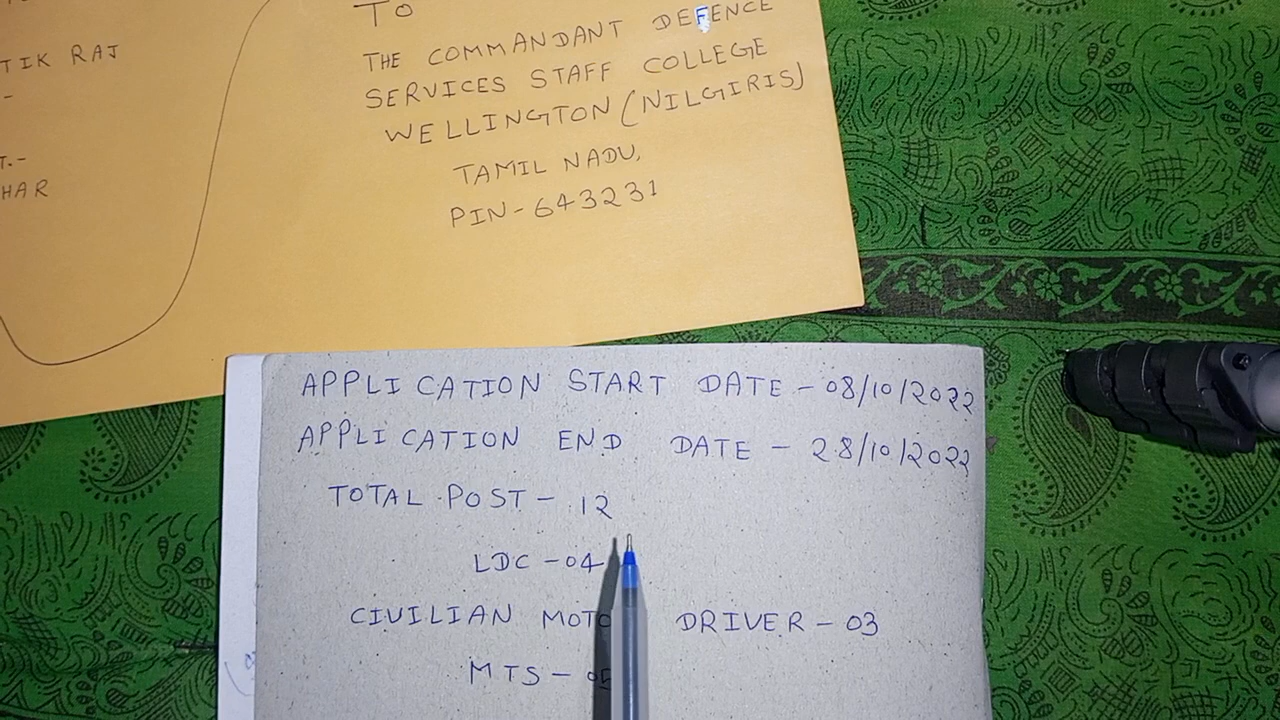 TIK RAJ
-
T.-
HAR
TO
THE COMMANDANT DEFENCE
SERVICES STAFF COLLEGE
WELLINGTON (NILGIRIS)
TAMIL NADU,
PIN-643231
APPLICATION START DATE - 08/10/2022
APPLICATION END DATE - 28/10/2022
TOTAL POST - 12
LDC - 04
CIVILIAN MOTO DRIVER - 03
MTS - 05